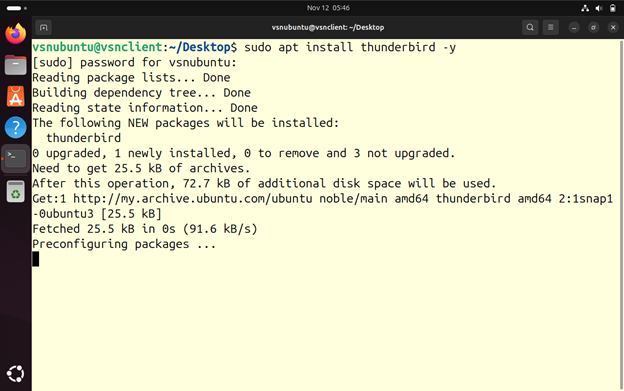 Nov 12 05:46
vsnubuntu@vsnclient: ~/Desktop
vsnubuntu@vsnclient:~/Desktop$ sudo apt install thunderbird -y
[sudo] password for vsnubuntu:
Reading package lists... Done
Building dependency tree... Done
Reading state information... Done
The following NEW packages will be installed:
  thunderbird
0 upgraded, 1 newly installed, 0 to remove and 3 not upgraded.
Need to get 25.5 kB of archives.
After this operation, 72.7 kB of additional disk space will be used.
Get:1 http://my.archive.ubuntu.com/ubuntu noble/main amd64 thunderbird amd64 2:1snap1
-0ubuntu3 [25.5 kB]
Fetched 25.5 kB in 0s (91.6 kB/s)
Preconfiguring packages ...